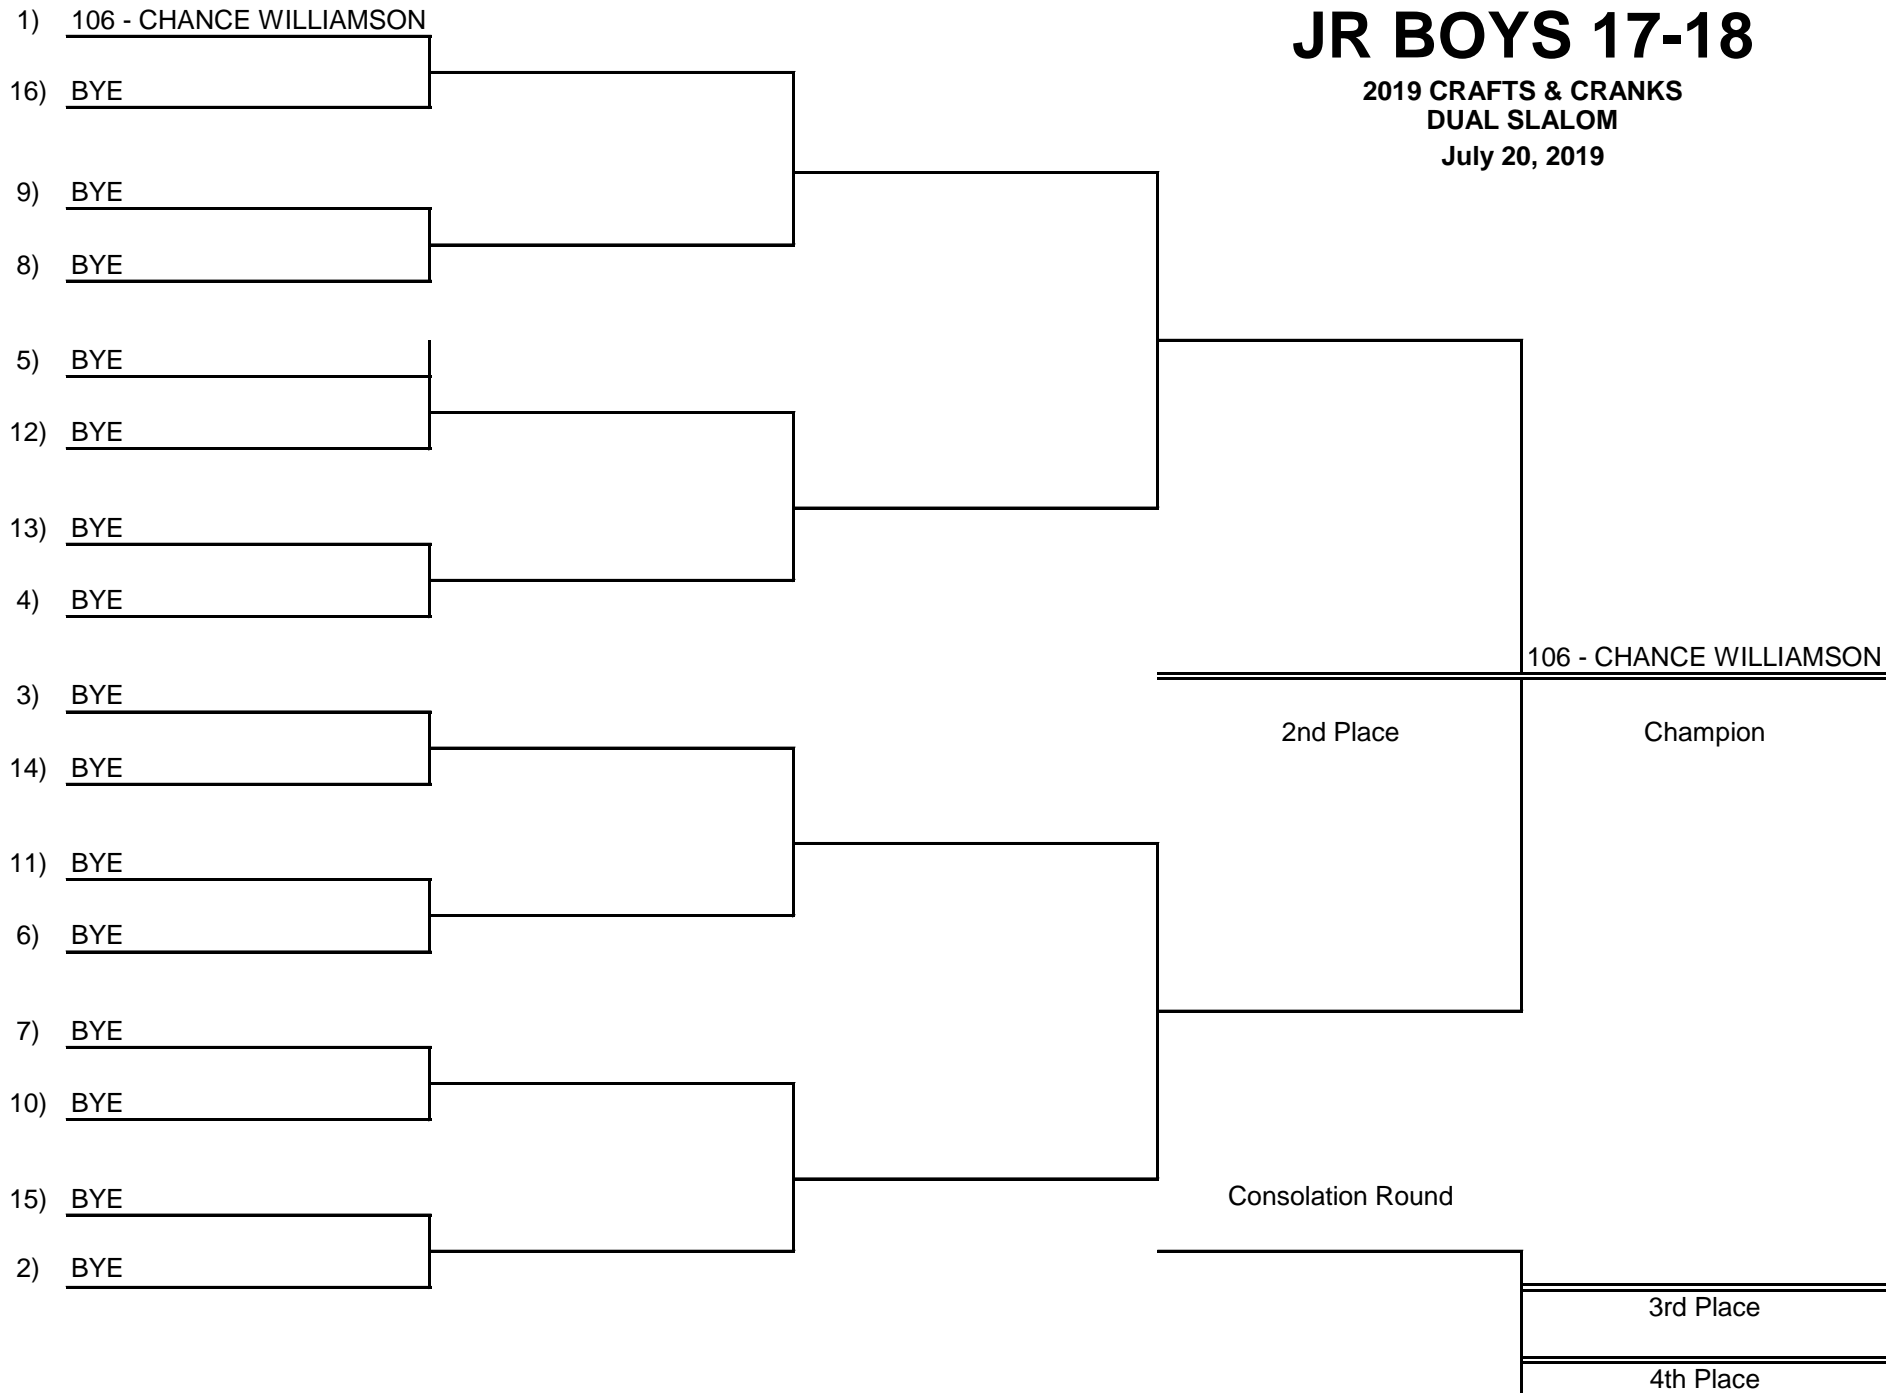 JR BOYS 17-18
2019 CRAFTS & CRANKS
DUAL SLALOM
July 20, 2019
1) 106 - CHANCE WILLIAMSON
16) BYE
9) BYE
8) BYE
5) BYE
12) BYE
13) BYE
4) BYE
3) BYE
14) BYE
11) BYE
6) BYE
7) BYE
10) BYE
15) BYE
2) BYE
106 - CHANCE WILLIAMSON
2nd Place
Champion
Consolation Round
3rd Place
4th Place